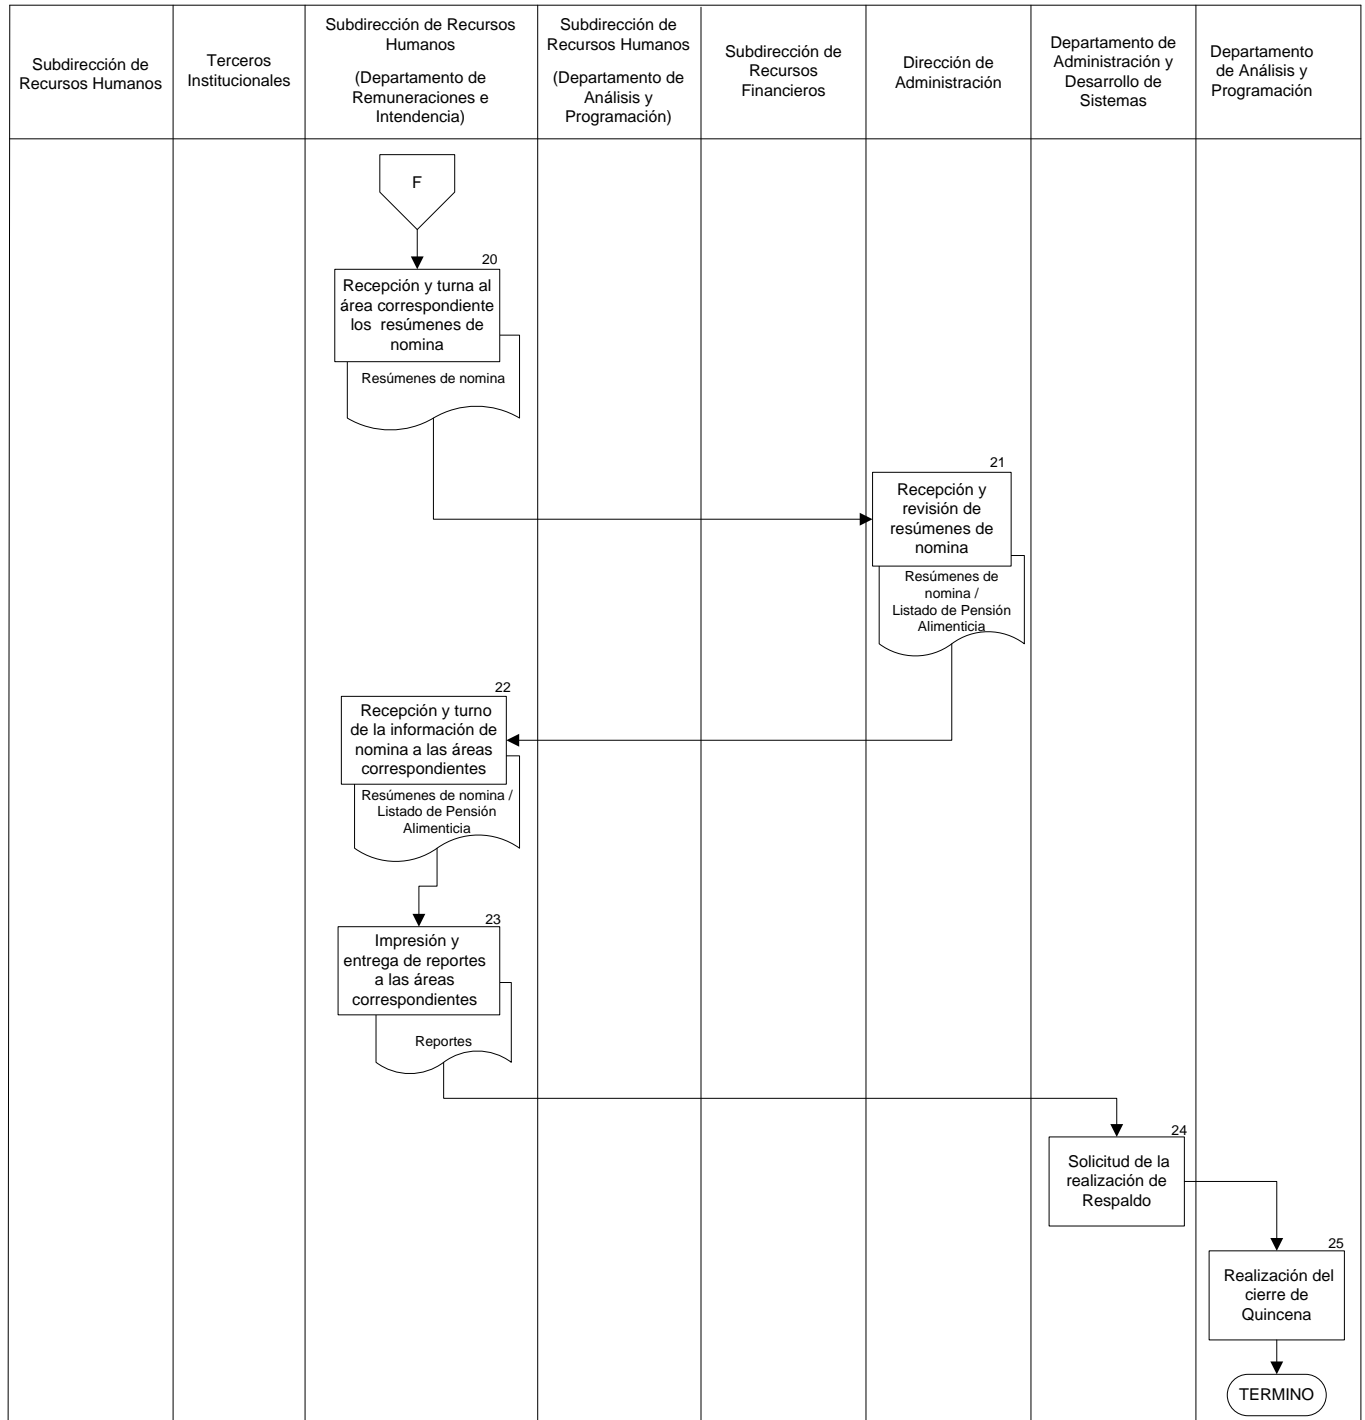 Subdirección de
Recursos Humanos
Terceros
Institucionales
Subdirección de Recursos
Humanos
(Departamento de
Remuneraciones e
Intendencia)
Subdirección de
Recursos Humanos
(Departamento de
Análisis y
Programación)
Subdirección de
Recursos
Financieros
Dirección de
Administración
Departamento de
Administración y
Desarrollo de
Sistemas
Departamento
de Análisis y
Programación
F
20
Recepción y turna al
área correspondiente
los resúmenes de
nomina
Resúmenes de nomina
21
Recepción y
revisión de
resúmenes de
nomina
Resúmenes de
nomina /
Listado de Pensión
Alimenticia
22
Recepción y turno
de la información de
nomina a las áreas
correspondientes
Resúmenes de nomina /
Listado de Pensión
Alimenticia
23
Impresión y
entrega de reportes
a las áreas
correspondientes
Reportes
24
Solicitud de la
realización de
Respaldo
25
Realización del
cierre de
Quincena
TERMINO